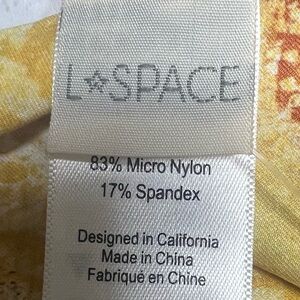 L★SPACE
83% Micro Nylon
17% Spandex
Designed in California
Made in China
Fabriqué en Chine